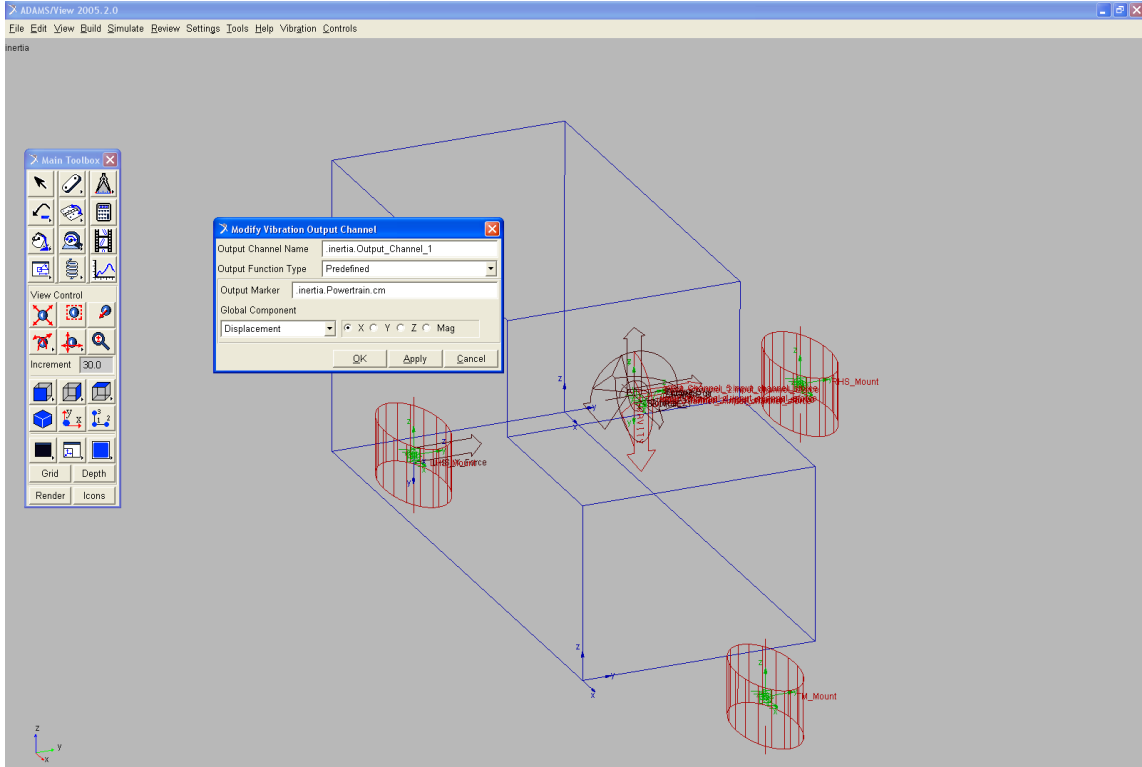 ADAMS/View 2005.2.0
File Edit View Build Simulate Review Settings Tools Help Vibration Controls
inertia
Main Toolbox
View Control
Increment 30.0
Grid Depth
Render Icons
Modify Vibration Output Channel
Output Channel Name .inertia.Output_Channel_1
Output Function Type Predefined
Output Marker .inertia.Powertrain.cm
Global Component
Displacement X Y Z Mag
OK Apply Cancel
RHS_Mount
TM_Mount
z
y
x
z
y
x
z
y
x